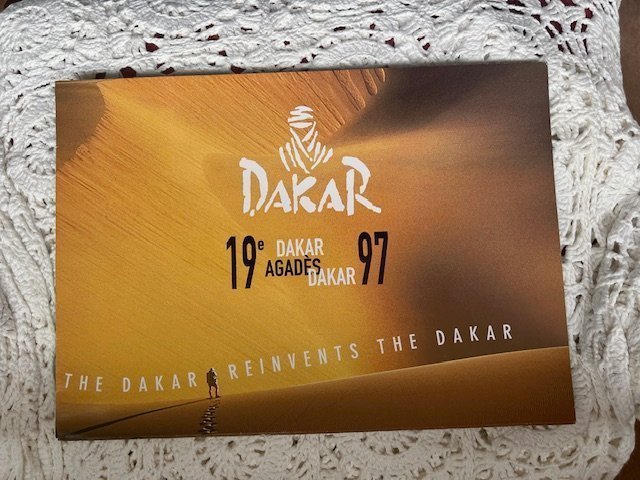 DAKAR
19e DAKAR
AGADÈS
DAKAR 97
THE DAKAR REINVENTS THE DAKAR